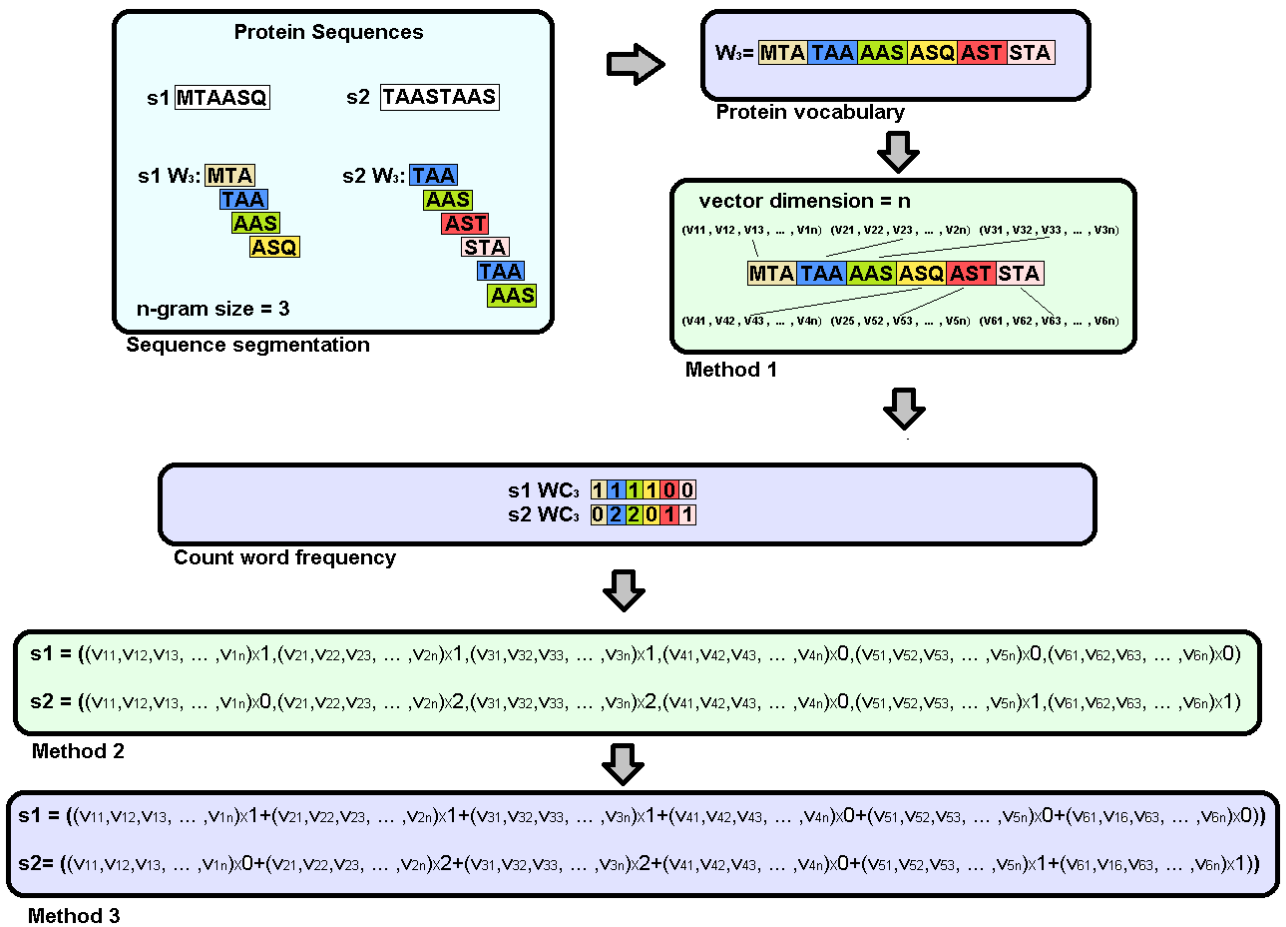 Protein Sequences
s1 MTAASQ
s2 TAASTAAS
s1 W₃: MTA
TAA
AAS
ASQ
s2 W₃: TAA
AAS
AST
STA
TAA
AAS
n-gram size = 3
Sequence segmentation
W₃= MTA TAA AAS ASQ AST STA
Protein vocabulary
vector dimension = n
(V11, V12, V13, ... , V1n) (V21, V22, V23, ... , V2n) (V31, V32, V33, ... , V3n)
MTA TAA AAS ASQ AST STA
(V41, V42, V43, ... , V4n) (V25, V52, V53, ... , V5n) (V61, V62, V63, ... , V6n)
Method 1
s1 WC₃ 1 1 1 1 0 0
s2 WC₃ 0 2 2 0 1 1
Count word frequency
s1 = ((v11,v12,v13, ... ,v1n)x1,(v21,v22,v23, ... ,v2n)x1,(v31,v32,v33, ... ,v3n)x1,(v41,v42,v43, ... ,v4n)x0,(v51,v52,v53, ... ,v5n)x0,(v61,v62,v63, ... ,v6n)x0)
s2 = ((v11,v12,v13, ... ,v1n)x0,(v21,v22,v23, ... ,v2n)x2,(v31,v32,v33, ... ,v3n)x2,(v41,v42,v43, ... ,v4n)x0,(v51,v52,v53, ... ,v5n)x1,(v61,v62,v63, ... ,v6n)x1)
Method 2
s1 = ((v11,v12,v13, ... ,v1n)x1+(v21,v22,v23, ... ,v2n)x1+(v31,v32,v33, ... ,v3n)x1+(v41,v42,v43, ... ,v4n)x0+(v51,v52,v53, ... ,v5n)x0+(v61,v16,v63, ... ,v6n)x0))
s2= ((v11,v12,v13, ... ,v1n)x0+(v21,v22,v23, ... ,v2n)x2+(v31,v32,v33, ... ,v3n)x2+(v41,v42,v43, ... ,v4n)x0+(v51,v52,v53, ... ,v5n)x1+(v61,v16,v63, ... ,v6n)x1))
Method 3